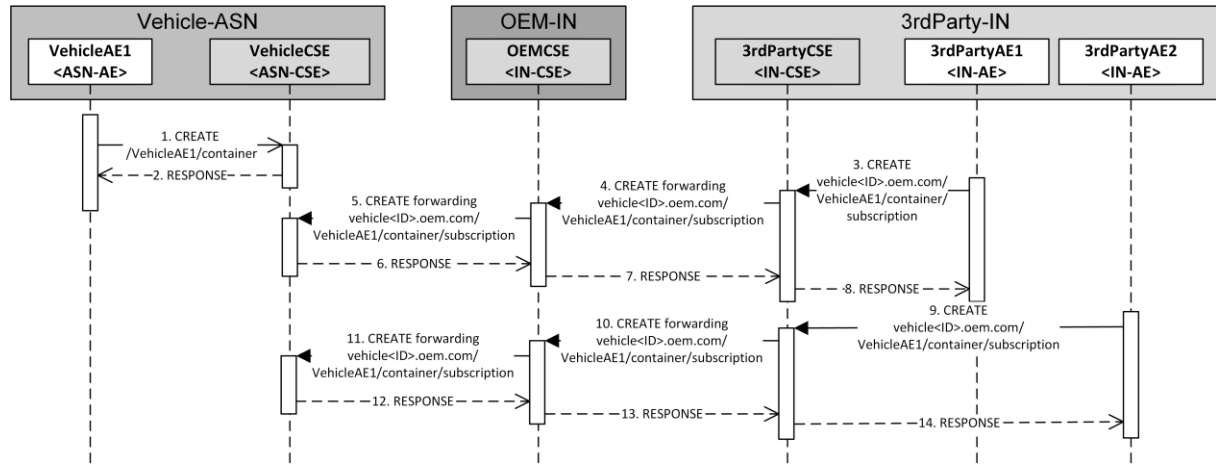 Vehicle-ASN
OEM-IN
3rdParty-IN
VehicleAE1
<ASN-AE>
VehicleCSE
<ASN-CSE>
OEMCSE
<IN-CSE>
3rdPartyCSE
<IN-CSE>
3rdPartyAE1
<IN-AE>
3rdPartyAE2
<IN-AE>
1. CREATE
/VehicleAE1/container
2. RESPONSE
3. CREATE
vehicle<ID>.oem.com/
VehicleAE1/container/
subscription
4. CREATE forwarding
vehicle<ID>.oem.com/
VehicleAE1/container/subscription
5. CREATE forwarding
vehicle<ID>.oem.com/
VehicleAE1/container/subscription
6. RESPONSE
7. RESPONSE
8. RESPONSE
9. CREATE
vehicle<ID>.oem.com/
VehicleAE1/container/subscription
10. CREATE forwarding
vehicle<ID>.oem.com/
VehicleAE1/container/subscription
11. CREATE forwarding
vehicle<ID>.oem.com/
VehicleAE1/container/subscription
12. RESPONSE
13. RESPONSE
14. RESPONSE